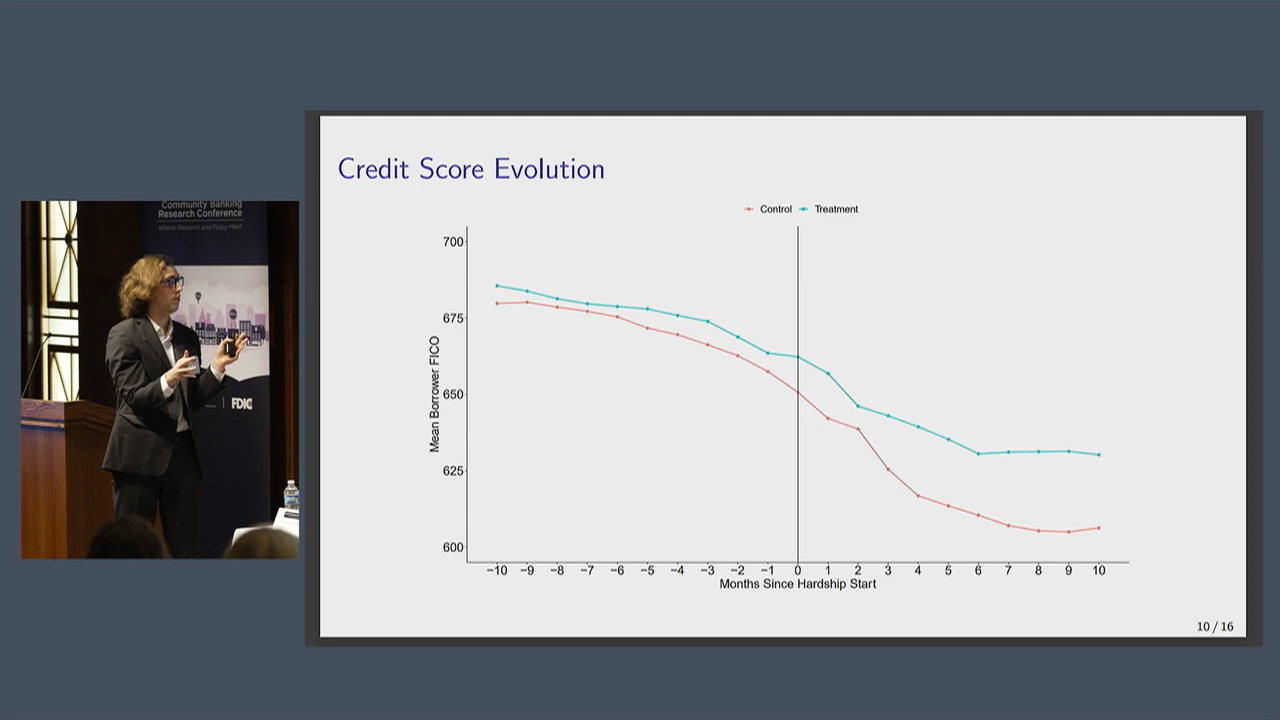 Community Banking
Research Conference
Where Research and Policy Meet
FDIC
Credit Score Evolution
Control Treatment
700
675
650
625
600
Mean Borrower FICO
−10 −9 −8 −7 −6 −5 −4 −3 −2 −1 0 1 2 3 4 5 6 7 8 9 10
Months Since Hardship Start
10 / 16